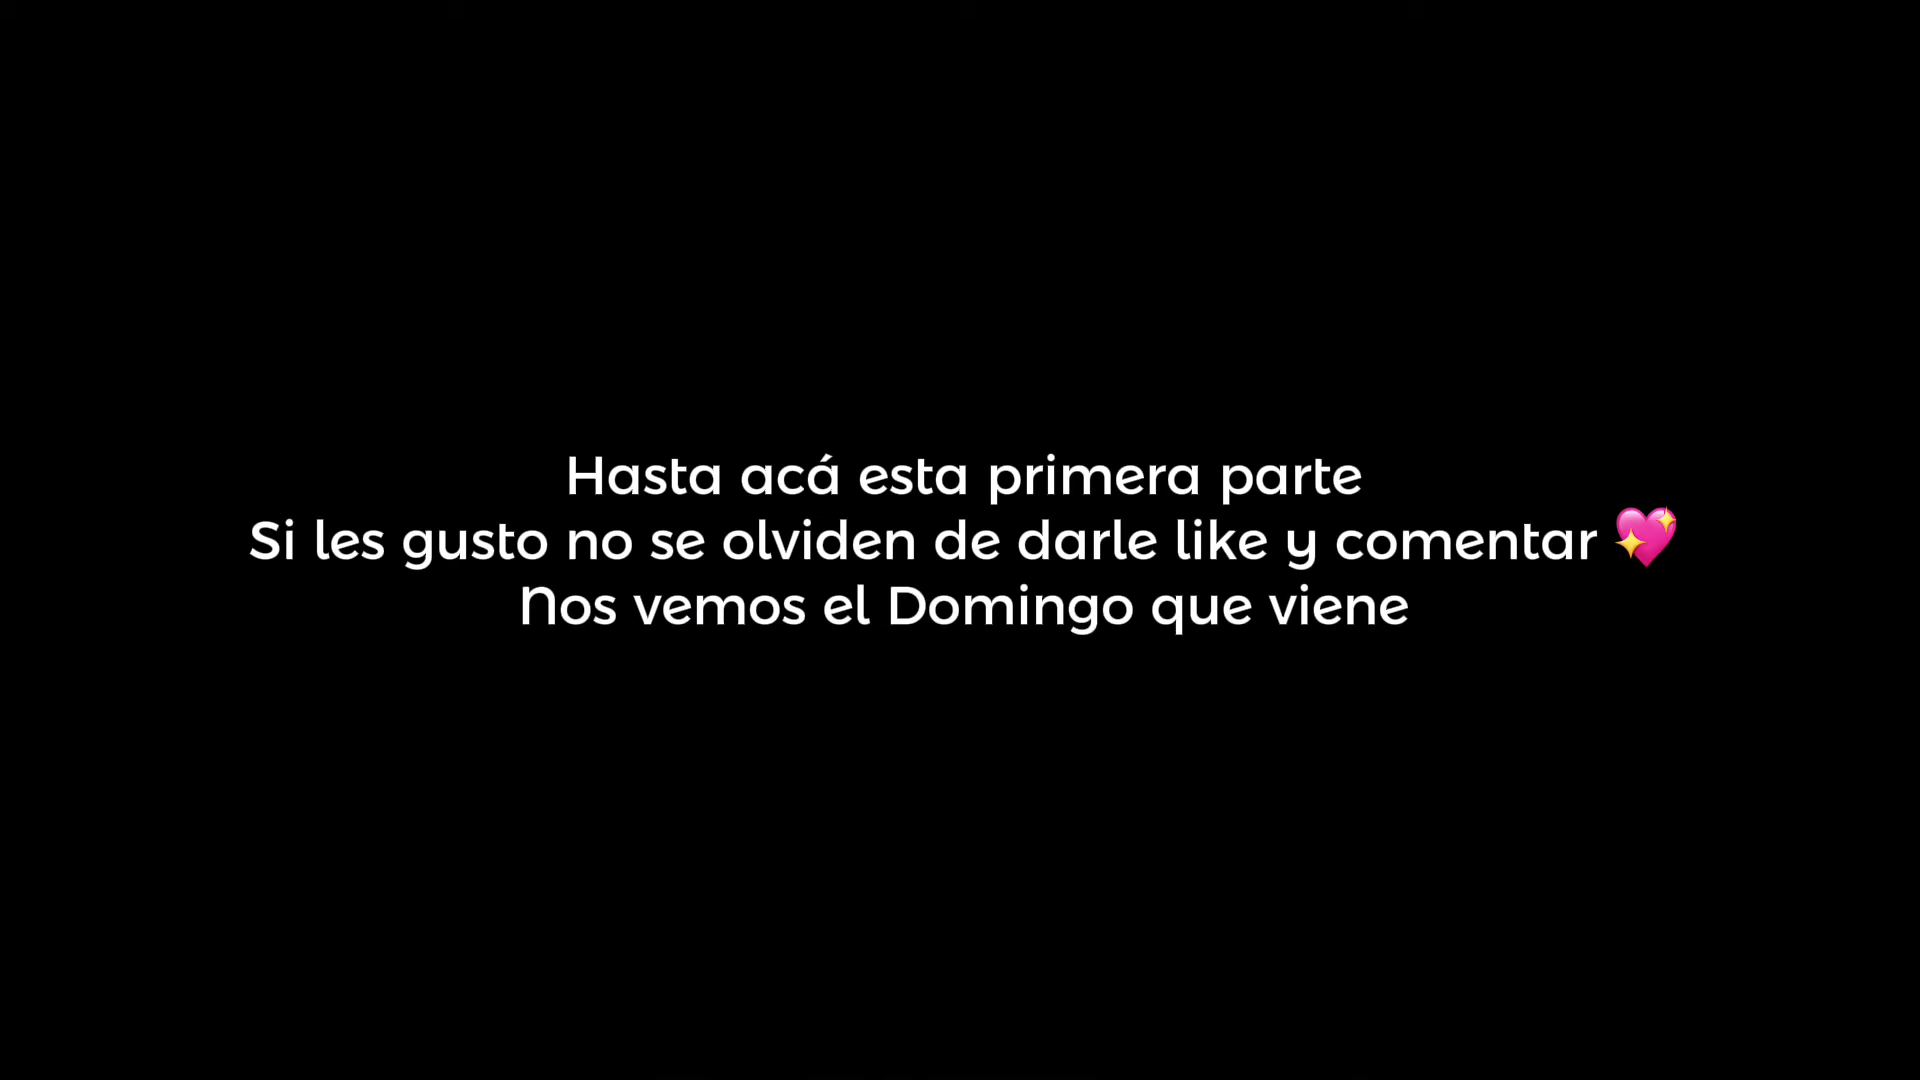 Hasta acá esta primera parte
Si les gusto no se olviden de darle like y comentar 💖
Nos vemos el Domingo que viene